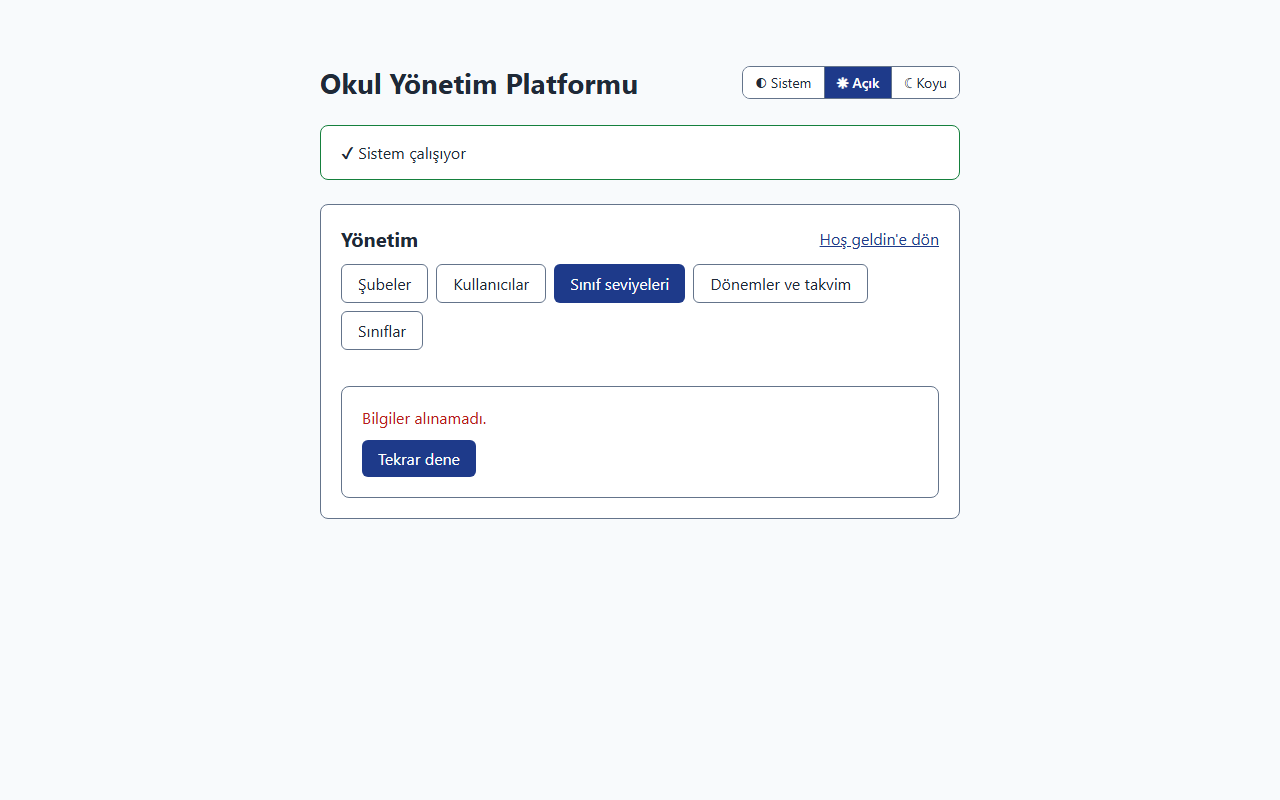 Okul Yönetim Platformu
◐ Sistem ❋ Açık ☾ Koyu
✓ Sistem çalışıyor
Yönetim
Hoş geldin'e dön
Şubeler Kullanıcılar Sınıf seviyeleri Dönemler ve takvim
Sınıflar
Bilgiler alınamadı.
Tekrar dene